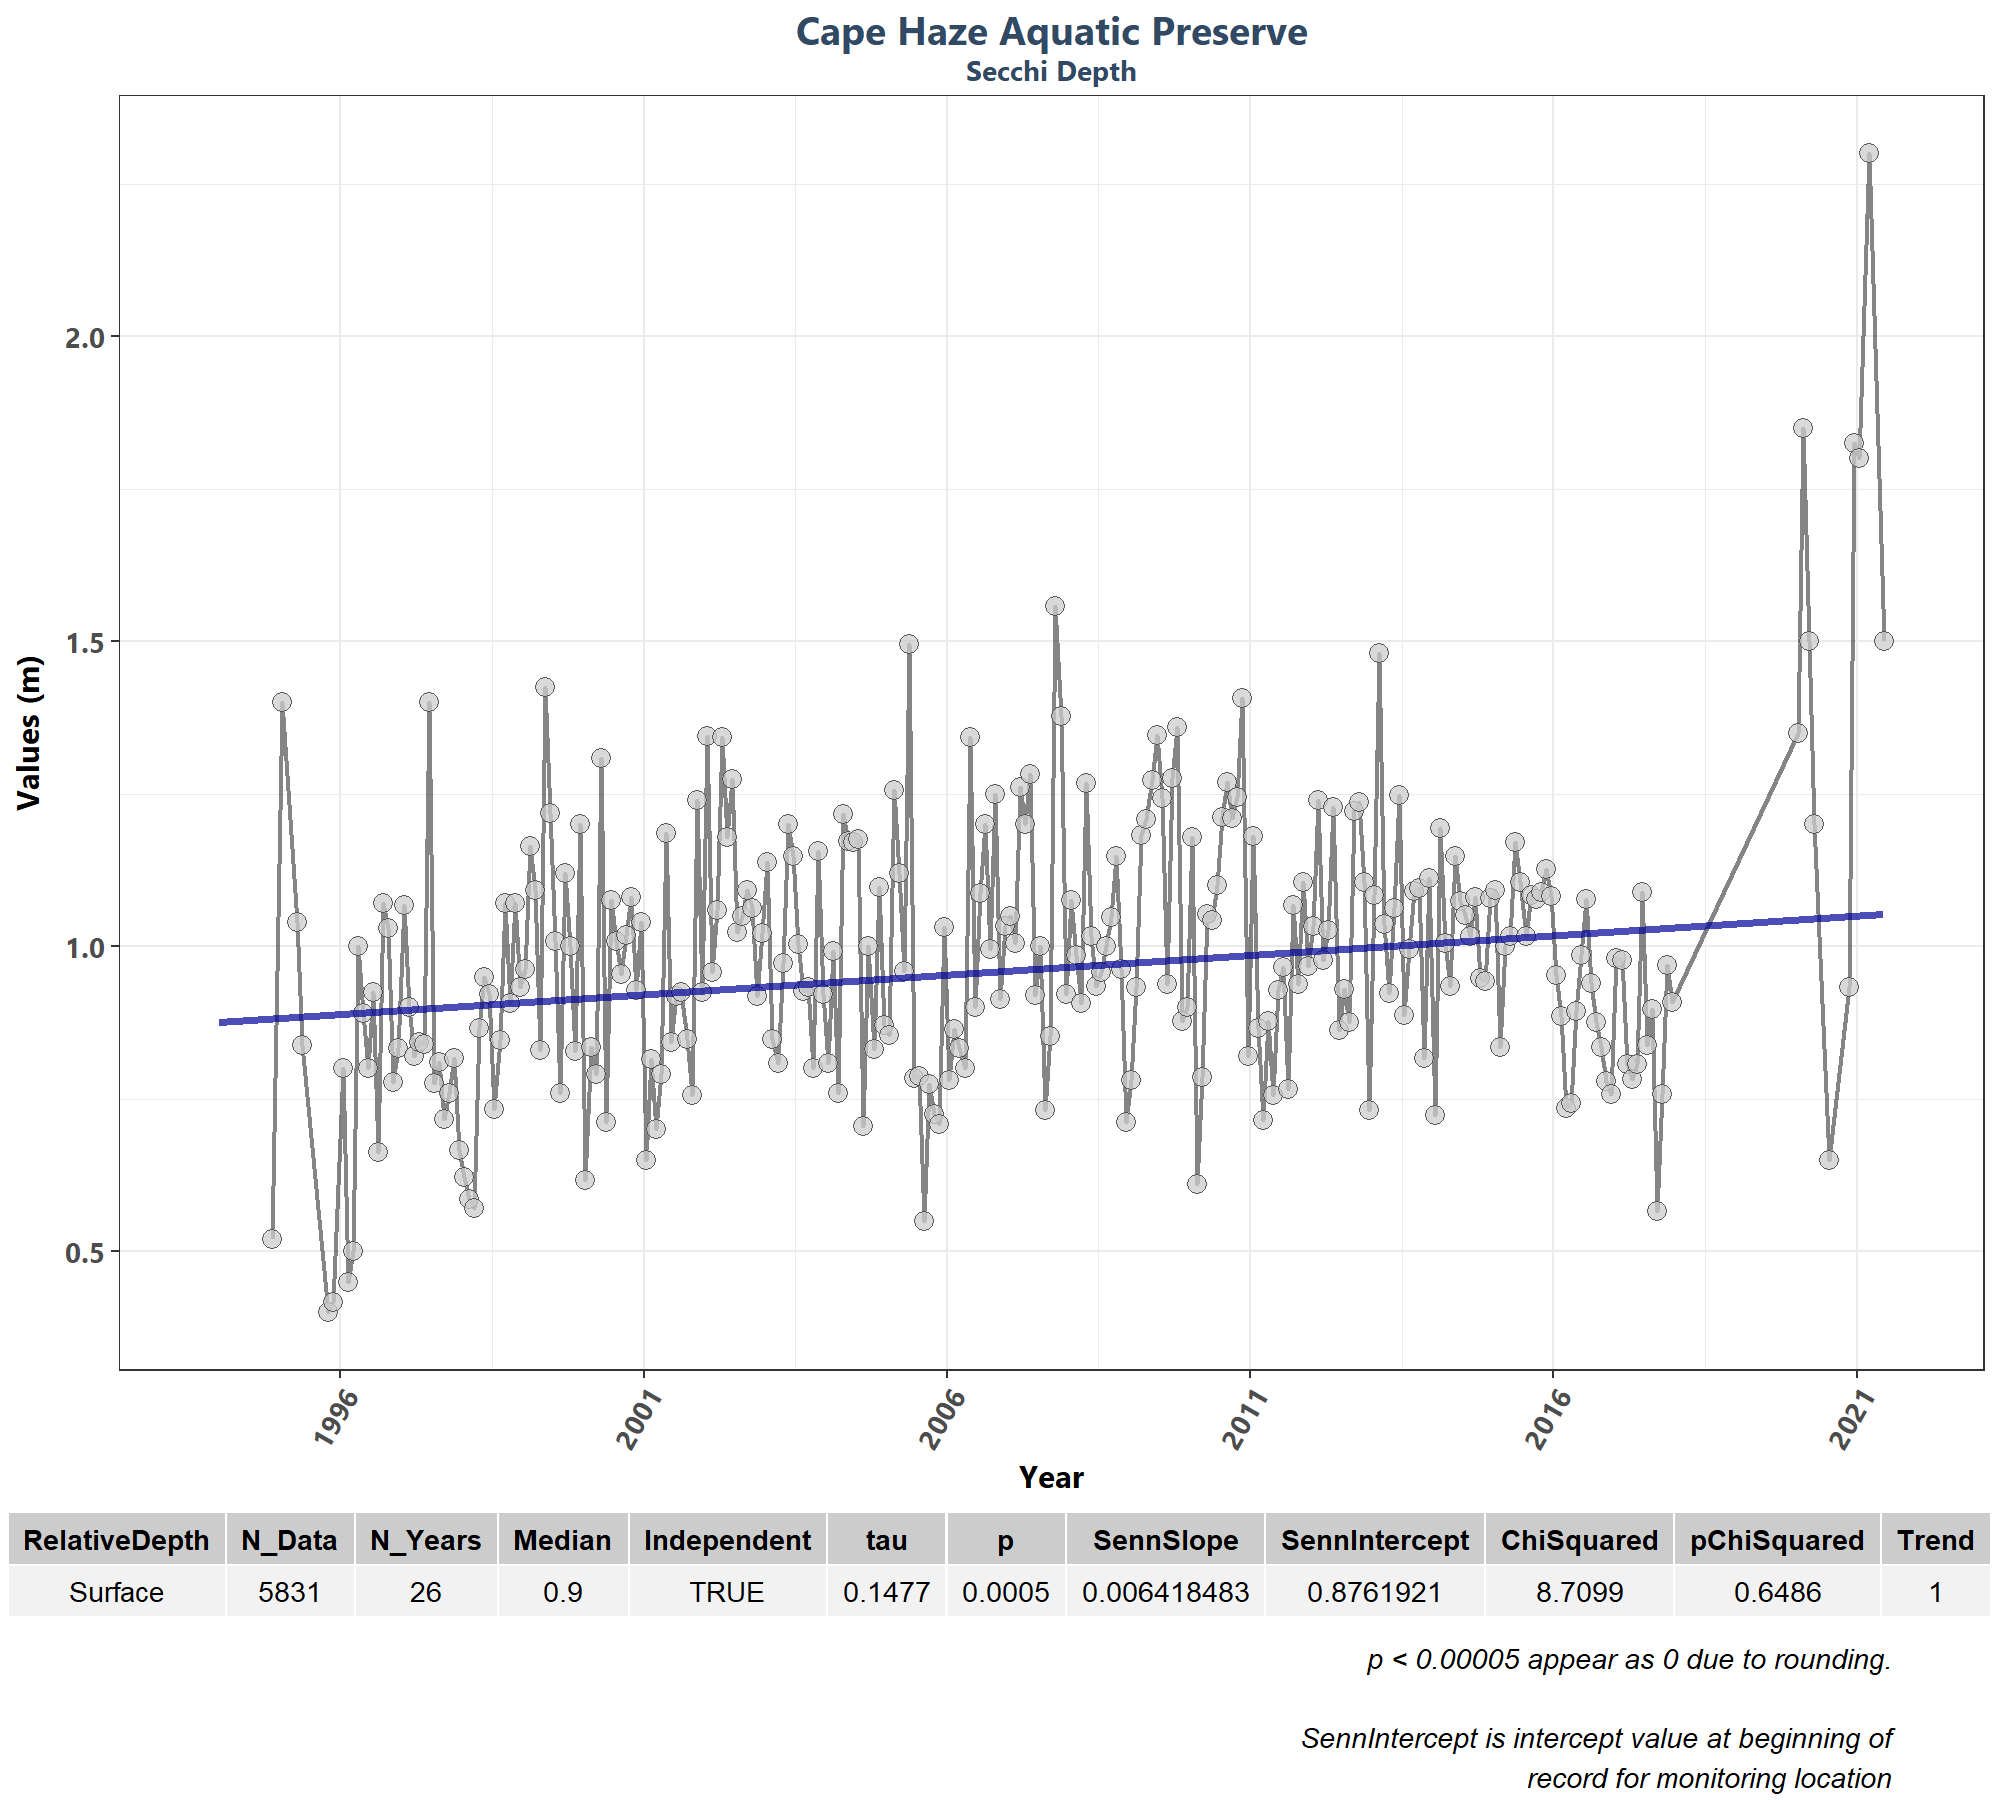 Cape Haze Aquatic Preserve
Secchi Depth
Values (m)
2.0
1.5
1.0
0.5
1996 2001 2006 2011 2016 2021
Year
RelativeDepth N_Data N_Years Median Independent tau p SennSlope SennIntercept ChiSquared pChiSquared Trend
Surface 5831 26 0.9 TRUE 0.1477 0.0005 0.006418483 0.8761921 8.7099 0.6486 1
p < 0.00005 appear as 0 due to rounding.
SennIntercept is intercept value at beginning of
record for monitoring location